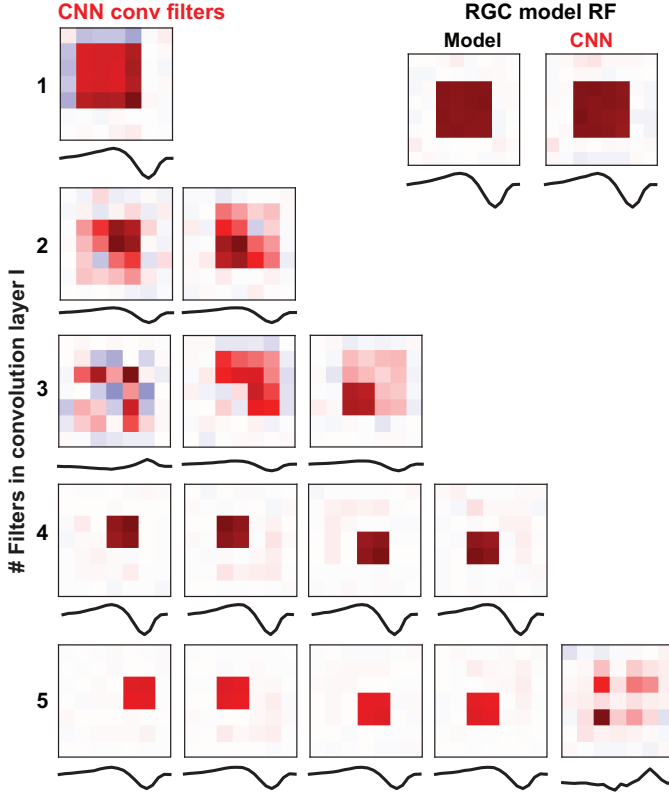 CNN conv filters
RGC model RF
Model
CNN
1
2
3
4
5
# Filters in convolution layer I